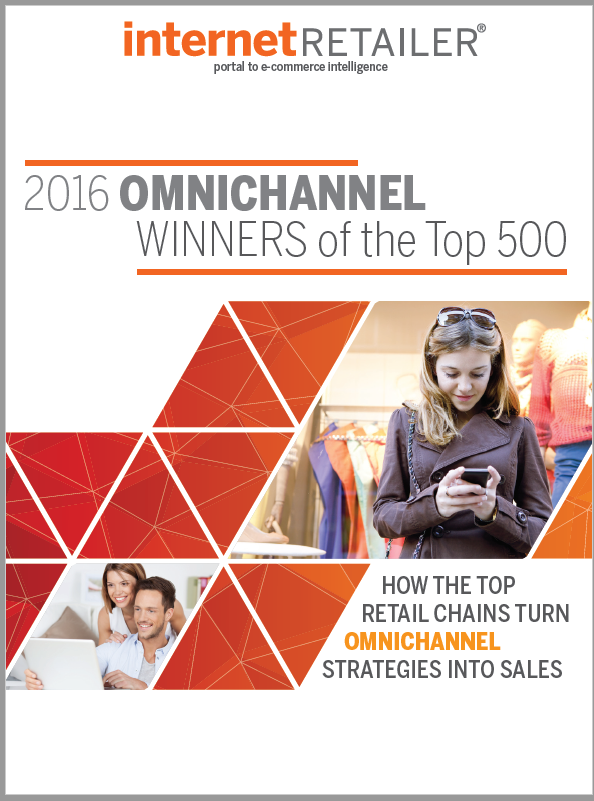 internetRETAILER®
portal to e-commerce intelligence
2016 OMNICHANNEL
WINNERS of the Top 500
HOW THE TOP
RETAIL CHAINS TURN
OMNICHANNEL
STRATEGIES INTO SALES